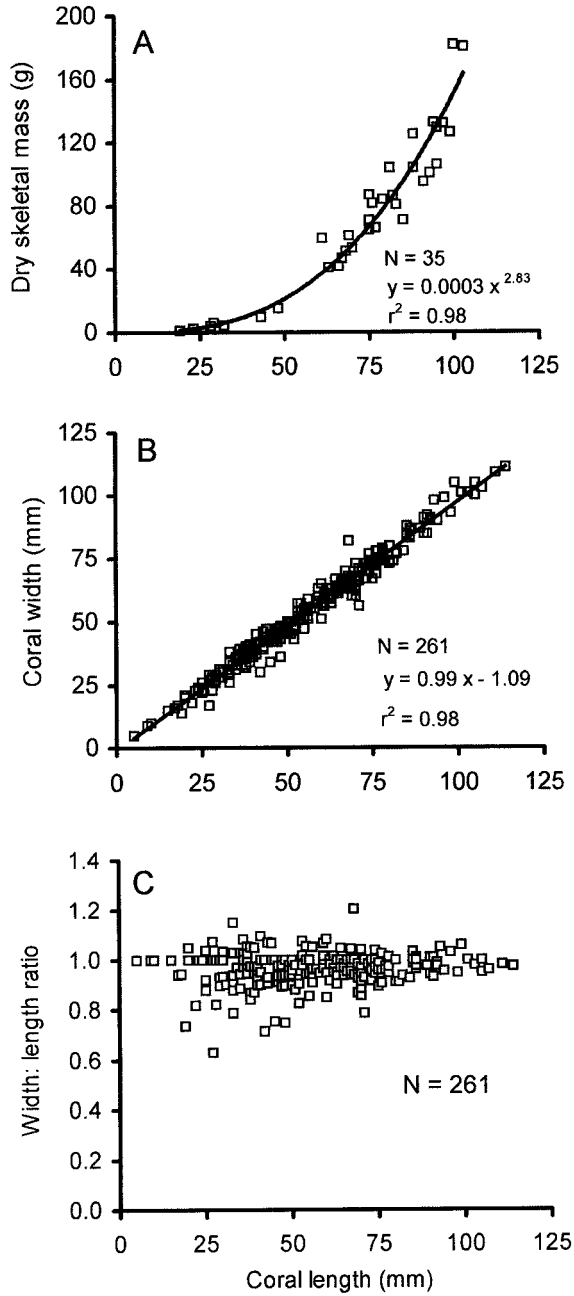 A
Dry skeletal mass (g)
200
160
120
80
40
0
N = 35
y = 0.0003 x 2.83
r2 = 0.98
0 25 50 75 100 125
B
Coral width (mm)
125
100
75
50
25
0
N = 261
y = 0.99 x - 1.09
r2 = 0.98
0 25 50 75 100 125
C
Width: length ratio
1.4
1.2
1.0
0.8
0.6
0.4
0.2
0.0
N = 261
0 25 50 75 100 125
Coral length (mm)